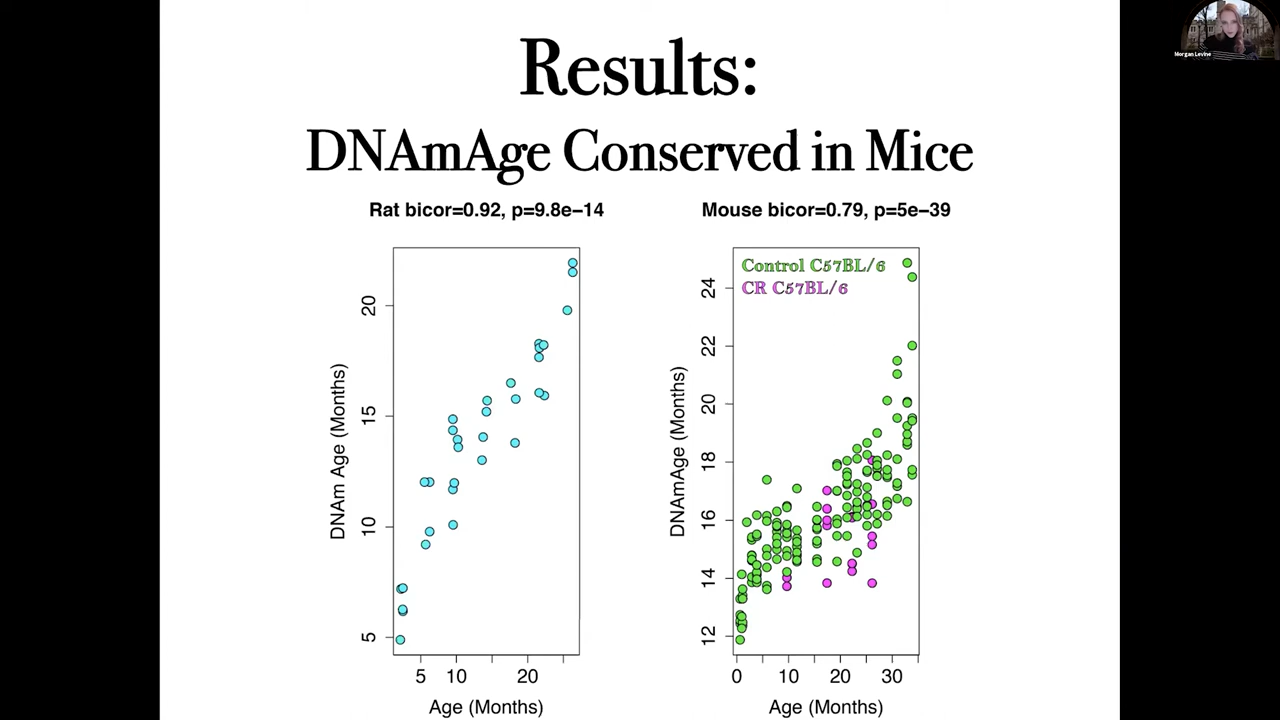 Morgan Levine
Results:
DNAmAge Conserved in Mice
Rat bicor=0.92, p=9.8e−14
Mouse bicor=0.79, p=5e−39
Control C57BL/6
CR C57BL/6
DNAm Age (Months)
20
15
10
5
5 10 20
Age (Months)
DNAmAge (Months)
24
22
20
18
16
14
12
0 10 20 30
Age (Months)